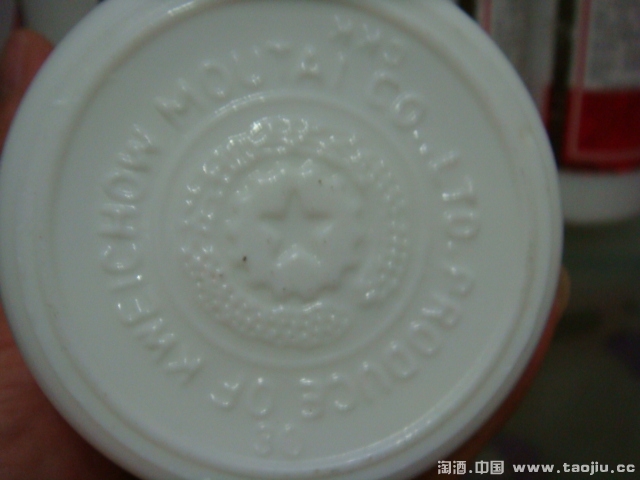 PRODUCE OF KWEICHOW MOUTAI CO., LTD.
淘酒.中国 www.taojiu.cc